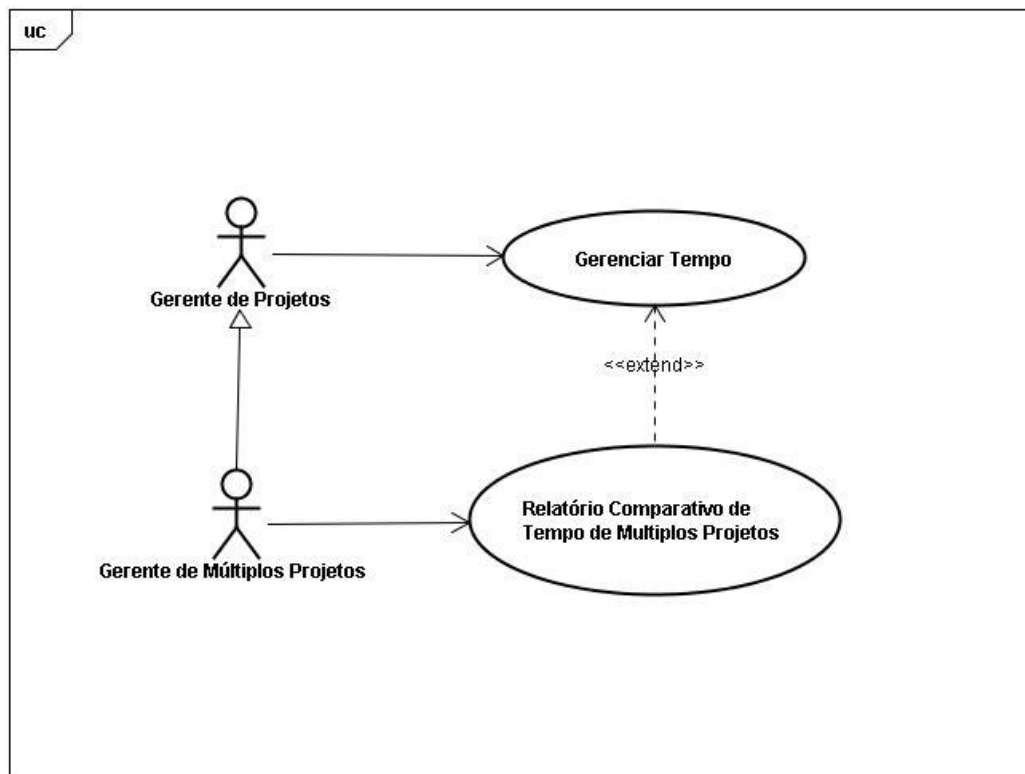 uc
Gerenciar Tempo
Gerente de Projetos
<<extend>>
Relatório Comparativo de
Tempo de Multiplos Projetos
Gerente de Múltiplos Projetos